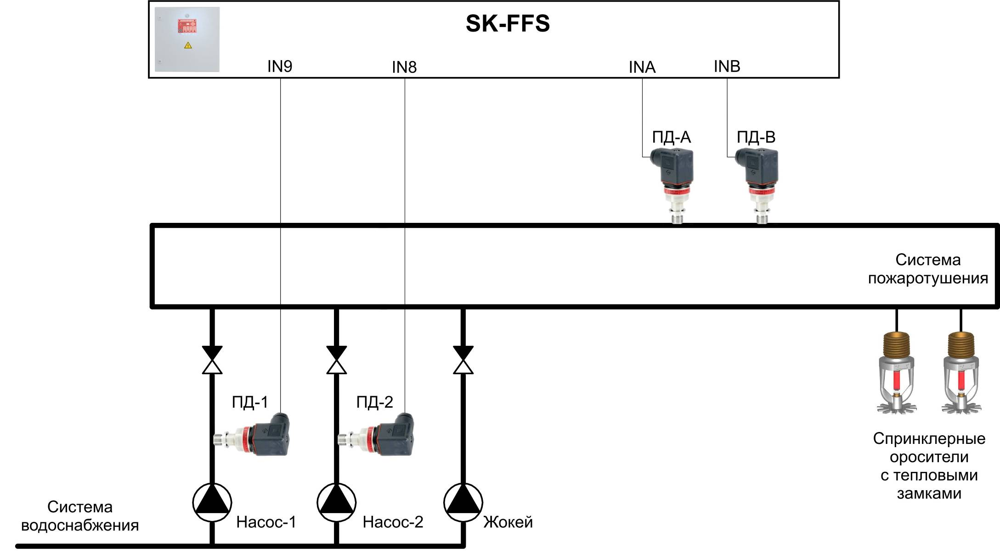 SK-FFS
IN9
IN8
INA
INB
ПД-А
ПД-В
Система
пожаротушения
ПД-1
ПД-2
Спринклерные
оросители
с тепловыми
замками
Система
водоснабжения
Насос-1
Насос-2
Жокей